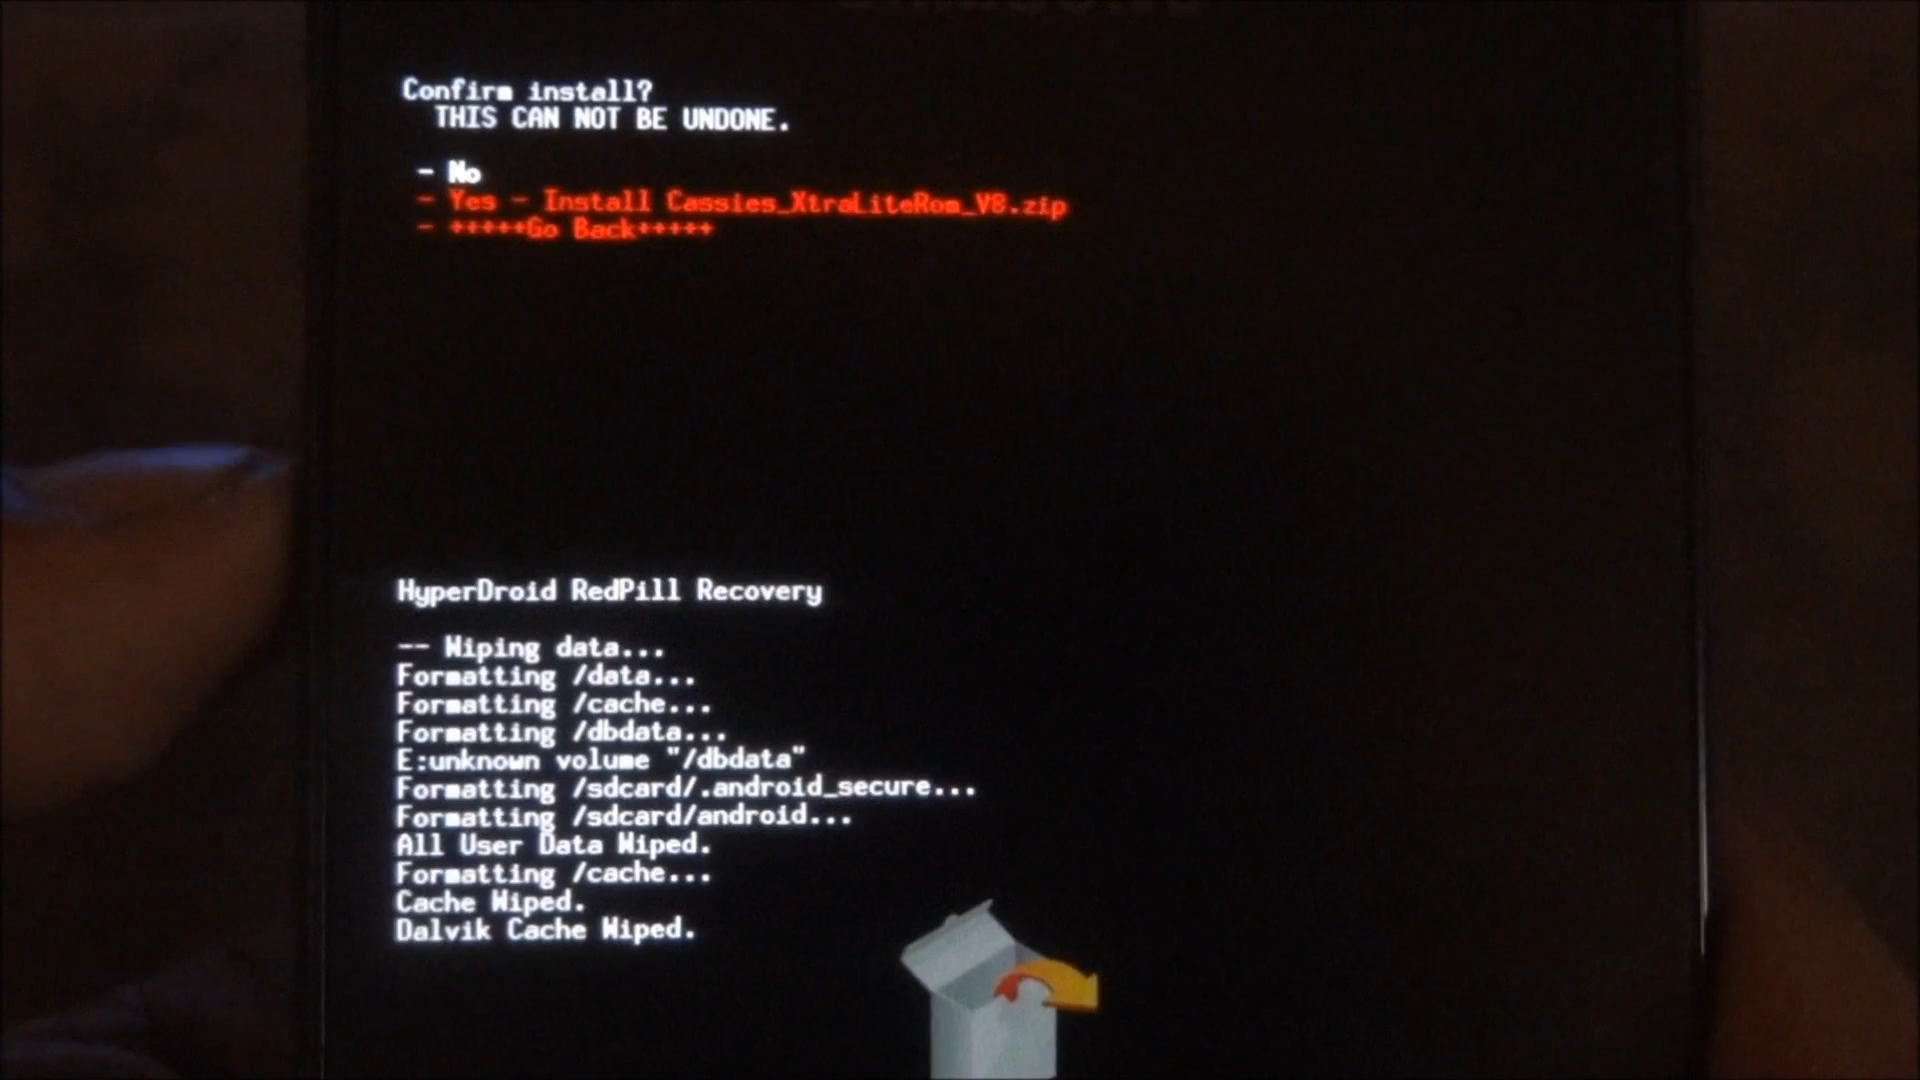 Confirm install?
THIS CAN NOT BE UNDONE.
- No
- Yes - Install Cassies_XtraLiteRom_V8.zip
- +++++Go Back+++++
HyperDroid RedPill Recovery
-- Wiping data...
Formatting /data...
Formatting /cache...
Formatting /dbdata...
E:unknown volume "/dbdata"
Formatting /sdcard/.android_secure...
Formatting /sdcard/android...
All User Data Wiped.
Formatting /cache...
Cache Wiped.
Dalvik Cache Wiped.